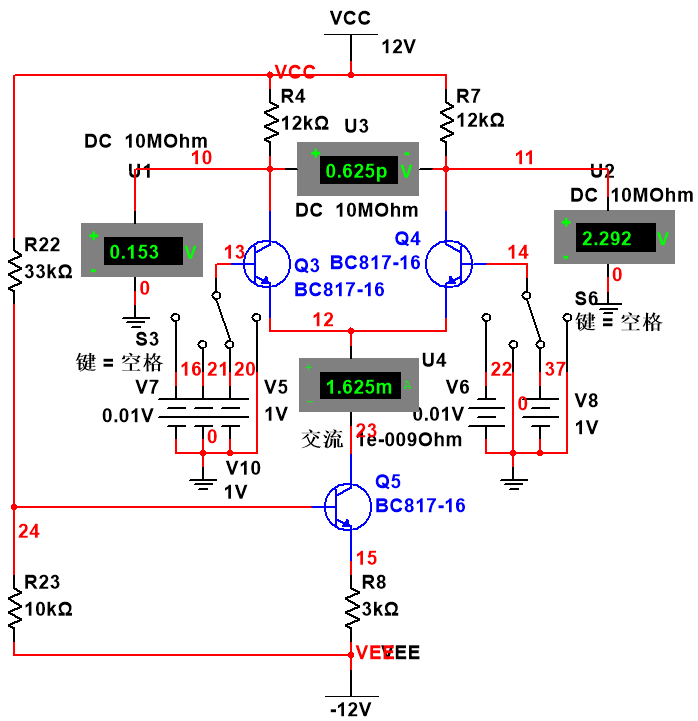 VCC
12V
VCC
R4
12kΩ
R7
12kΩ
U3
DC 10MOhm
U1
10
+
-
0.625p
V
11
U2
DC 10MOhm
DC 10MOhm
+
-
0.153
V
+
-
2.292
V
R22
33kΩ
13
Q3
BC817-16
Q4
BC817-16
14
0
0
S3
键 = 空格
S6
键 = 空格
12
16
21
20
V7
0.01V
V5
1V
0
V10
1V
U4
+
-
1.625m
A
交流
1e-009Ohm
23
V6
0.01V
22
0
37
V8
1V
Q5
BC817-16
24
15
R23
10kΩ
R8
3kΩ
VEE
VEE
-12V